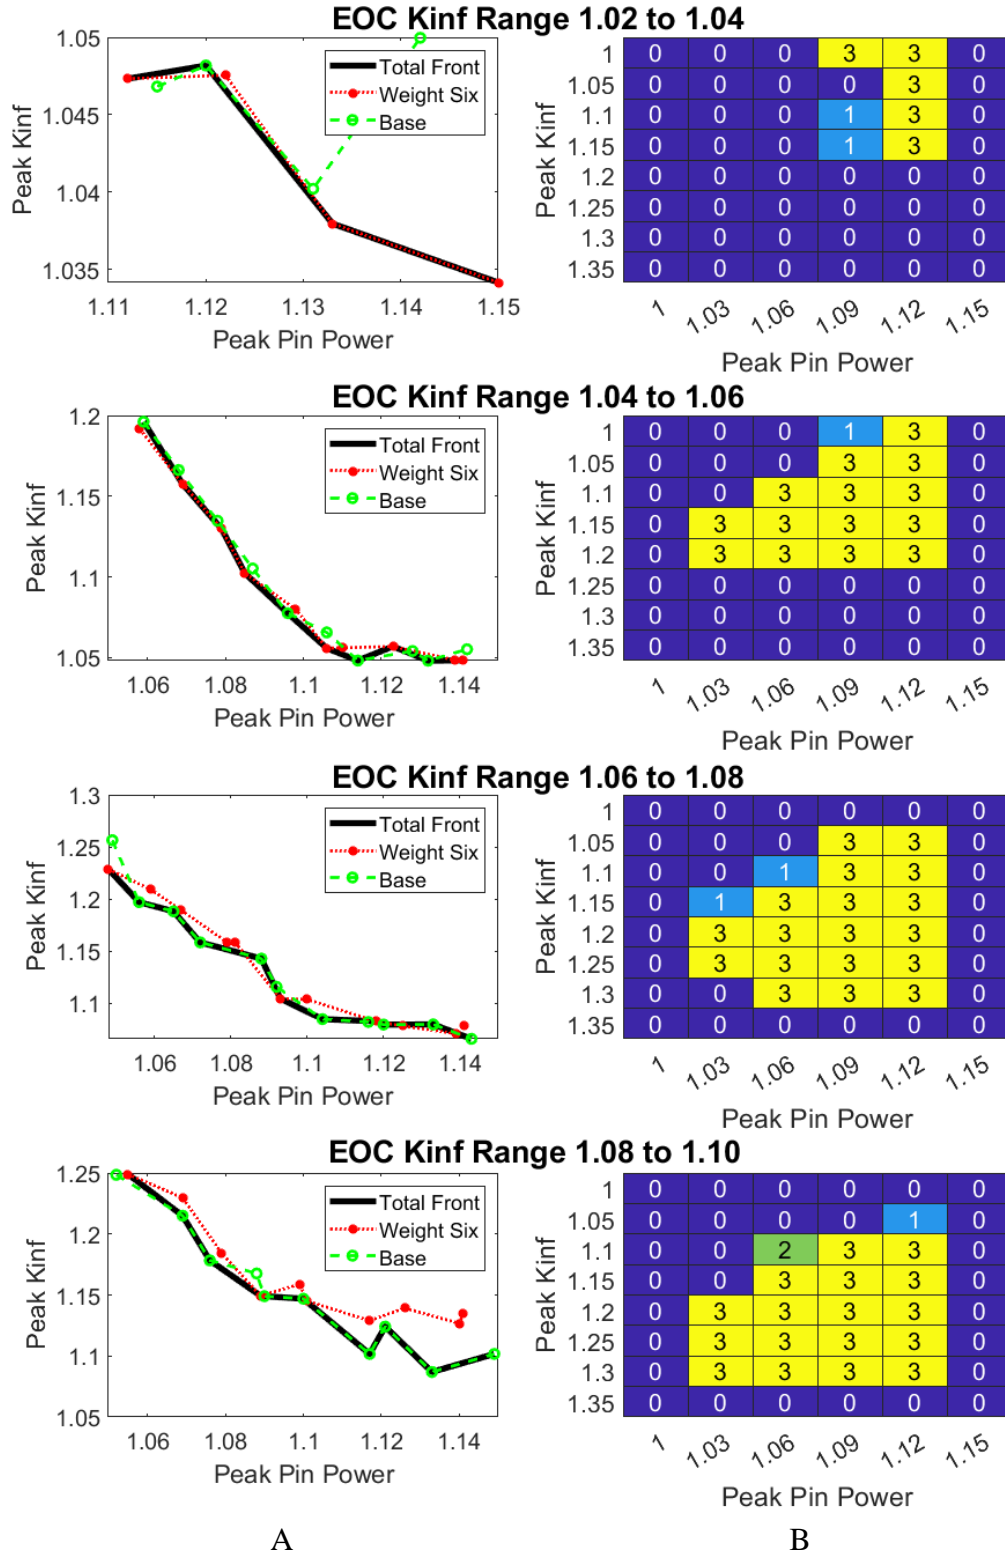 EOC Kinf Range 1.02 to 1.04
1.05
1.045
1.04
1.035
Peak Kinf
Total Front
Weight Six
Base
1.11 1.12 1.13 1.14 1.15
Peak Pin Power
Peak Kinf
1 0 0 0 3 3 0
1.05 0 0 0 0 3 0
1.1 0 0 0 1 3 0
1.15 0 0 0 1 3 0
1.2 0 0 0 0 0 0
1.25 0 0 0 0 0 0
1.3 0 0 0 0 0 0
1.35 0 0 0 0 0 0
1 1.03 1.06 1.09 1.12 1.15
Peak Pin Power
EOC Kinf Range 1.04 to 1.06
1.2
1.15
1.1
1.05
Peak Kinf
Total Front
Weight Six
Base
1.06 1.08 1.1 1.12 1.14
Peak Pin Power
Peak Kinf
1 0 0 0 1 3 0
1.05 0 0 0 3 3 0
1.1 0 0 3 3 3 0
1.15 0 3 3 3 3 0
1.2 0 3 3 3 3 0
1.25 0 0 0 0 0 0
1.3 0 0 0 0 0 0
1.35 0 0 0 0 0 0
1 1.03 1.06 1.09 1.12 1.15
Peak Pin Power
EOC Kinf Range 1.06 to 1.08
1.3
1.25
1.2
1.15
1.1
Peak Kinf
Total Front
Weight Six
Base
1.06 1.08 1.1 1.12 1.14
Peak Pin Power
Peak Kinf
1 0 0 0 0 0 0
1.05 0 0 0 3 3 0
1.1 0 0 1 3 3 0
1.15 0 1 3 3 3 0
1.2 0 3 3 3 3 0
1.25 0 3 3 3 3 0
1.3 0 0 3 3 3 0
1.35 0 0 0 0 0 0
1 1.03 1.06 1.09 1.12 1.15
Peak Pin Power
EOC Kinf Range 1.08 to 1.10
1.25
1.2
1.15
1.1
1.05
Peak Kinf
Total Front
Weight Six
Base
1.06 1.08 1.1 1.12 1.14
Peak Pin Power
Peak Kinf
1 0 0 0 0 0 0
1.05 0 0 0 0 1 0
1.1 0 0 2 3 3 0
1.15 0 0 3 3 3 0
1.2 0 3 3 3 3 0
1.25 0 3 3 3 3 0
1.3 0 3 3 3 3 0
1.35 0 0 0 0 0 0
1 1.03 1.06 1.09 1.12 1.15
Peak Pin Power
A
B